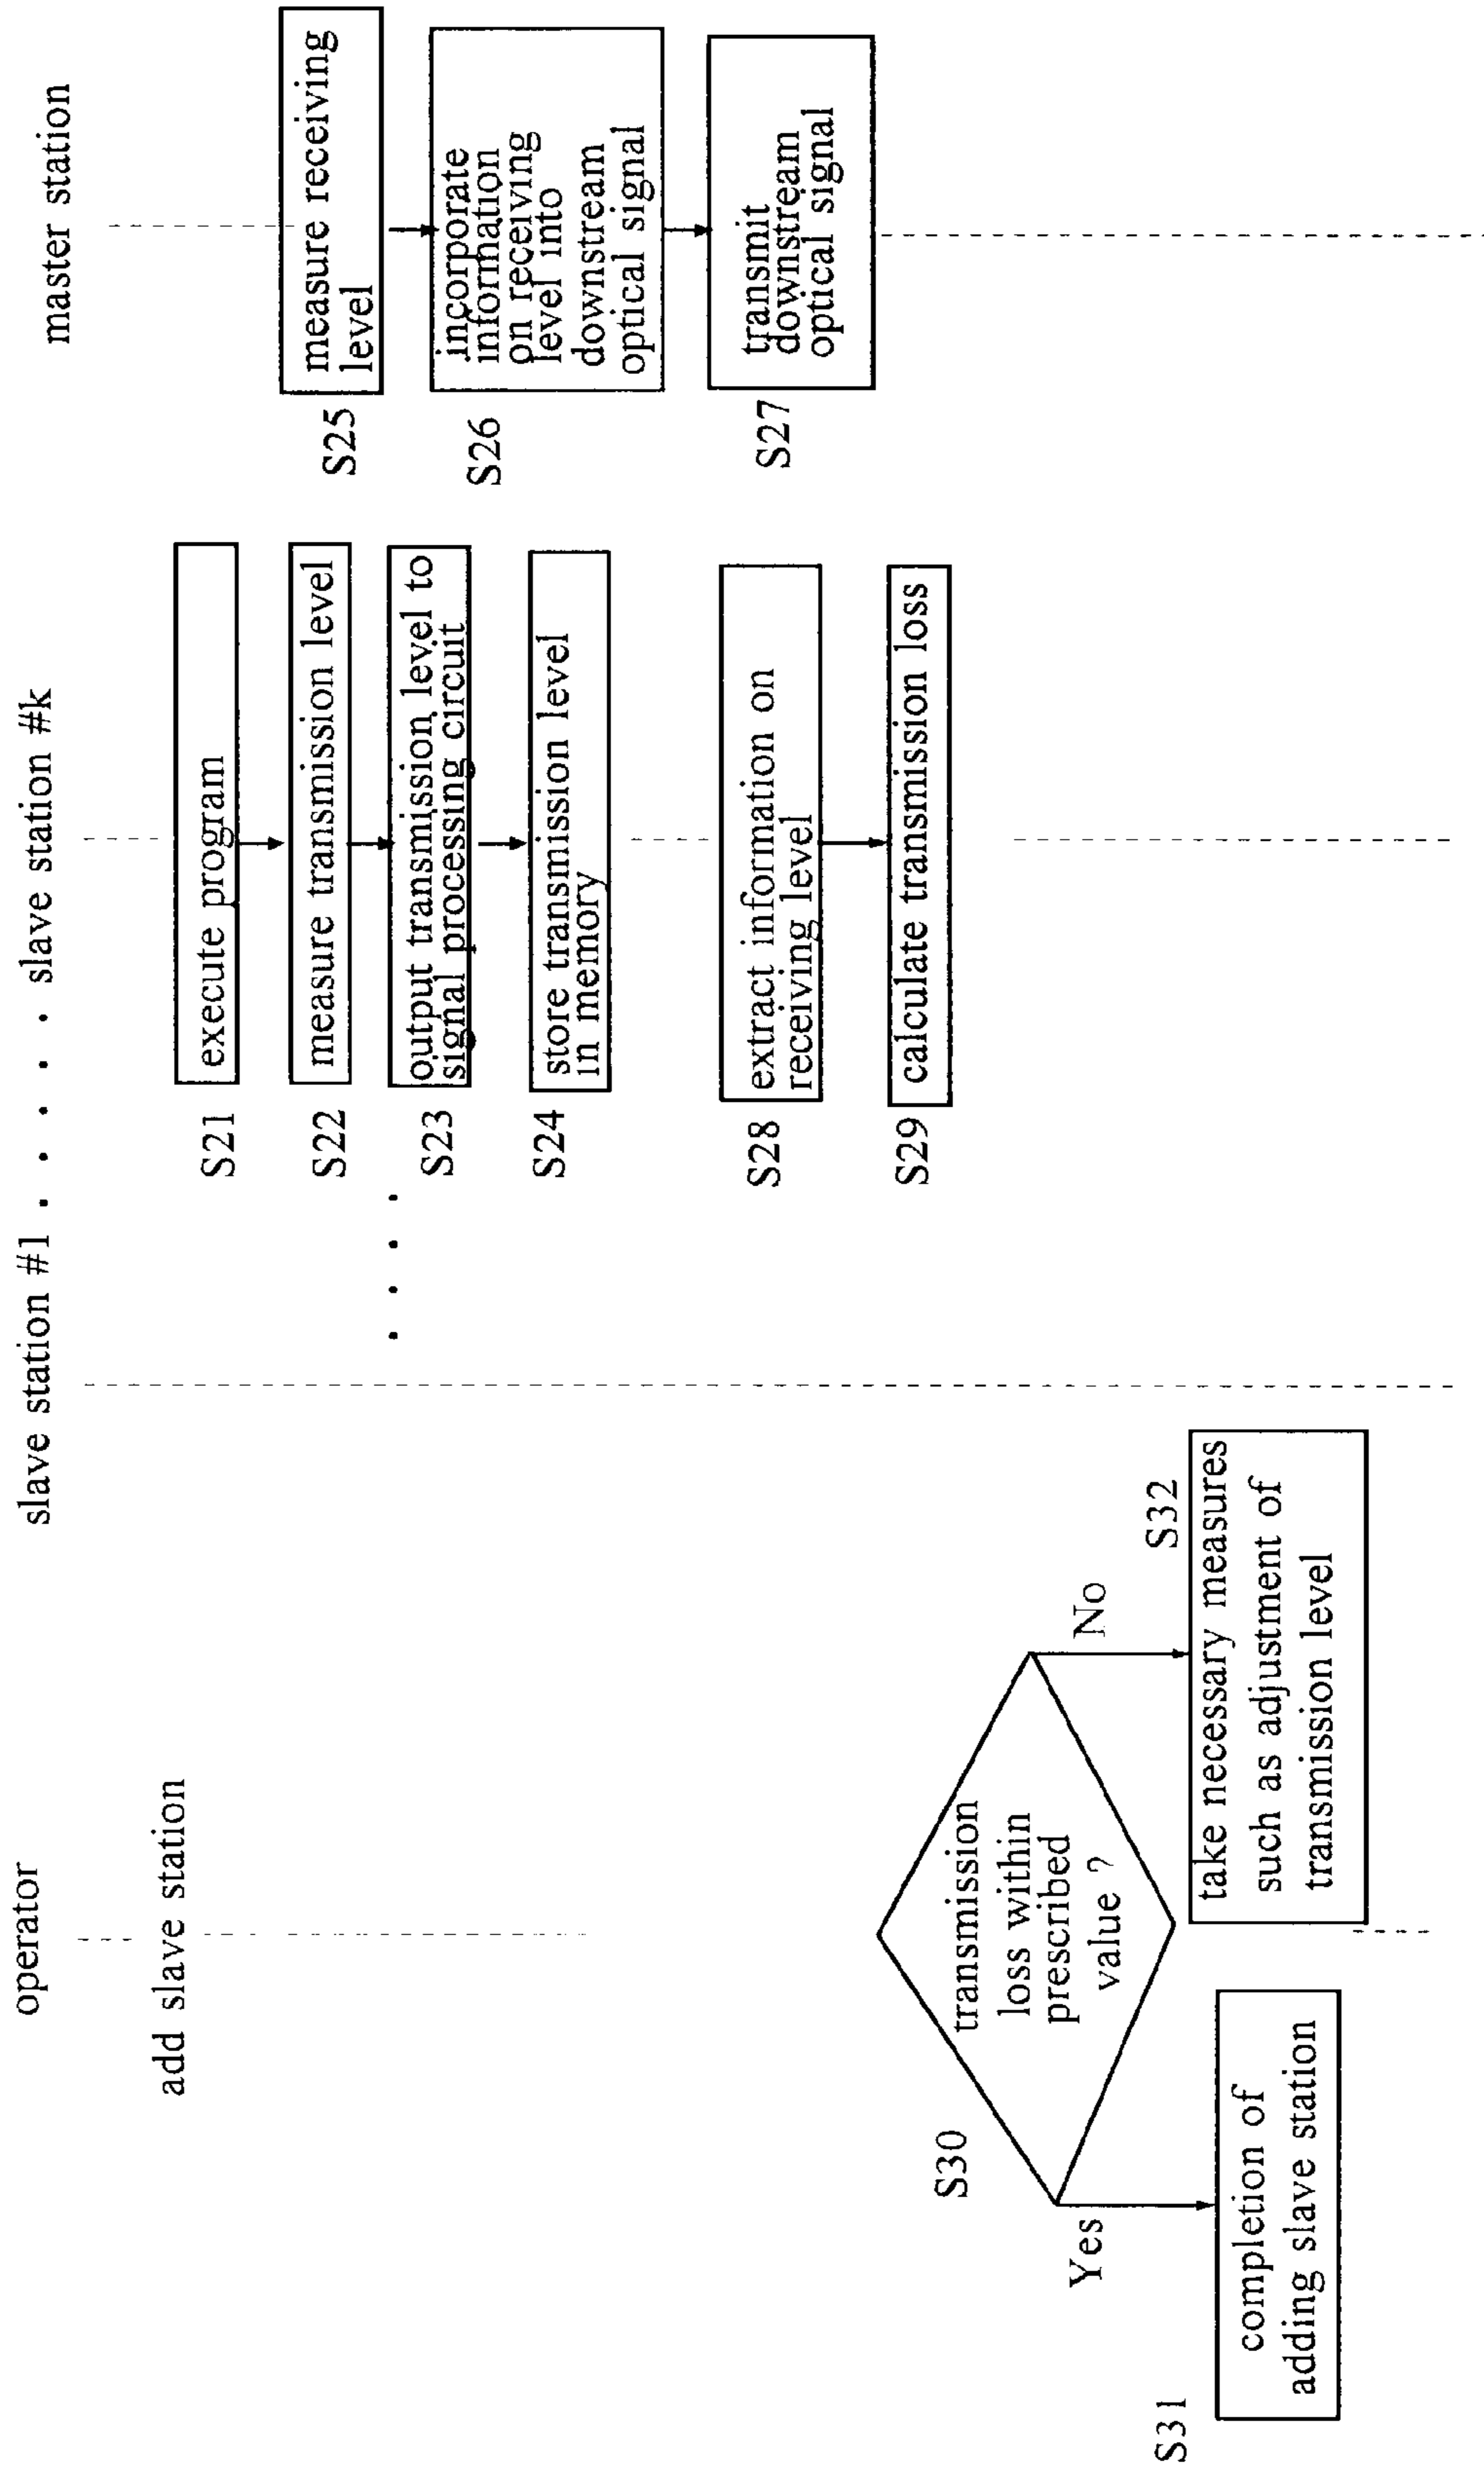 operator
slave station #1 . . . . . slave station #k
master station
add slave station
S21
execute program
S22
measure transmission level
S25
measure receiving
level
. . . .
S23
output transmission level to
signal processing circuit
S26
incorporate
information
on receiving
level into
downstream
optical signal
S24
store transmission level
in memory
S27
transmit
downstream
optical signal
S28
extract information on
receiving level
S29
calculate transmission loss
S30
transmission
loss within
prescribed
value ?
Yes
No
S31
completion of
adding slave station
S32
take necessary measures
such as adjustment of
transmission level